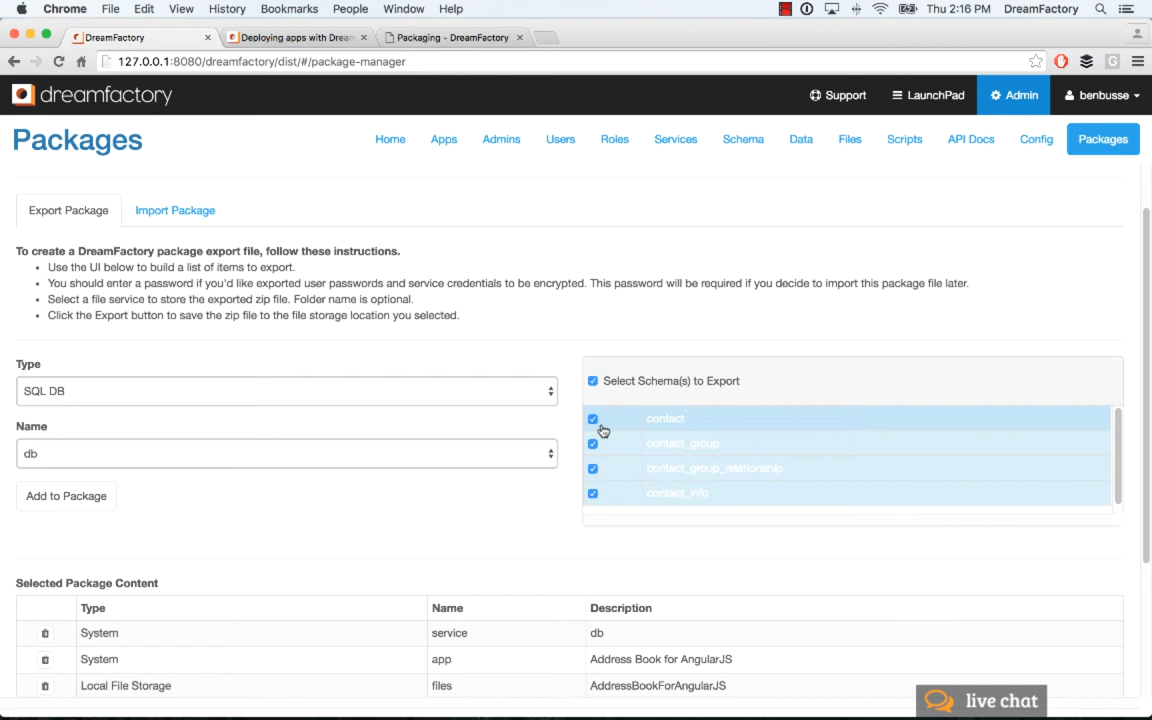 Chrome File Edit View History Bookmarks People Window Help Thu 2:16 PM DreamFactory
DreamFactory Deploying apps with Dream Packaging - DreamFactory
127.0.0.1:8080/dreamfactory/dist/#/package-manager
dreamfactory Support LaunchPad Admin benbusse
Packages Home Apps Admins Users Roles Services Schema Data Files Scripts API Docs Config Packages
Export Package Import Package
To create a DreamFactory package export file, follow these instructions.
• Use the UI below to build a list of items to export.
• You should enter a password if you'd like exported user passwords and service credentials to be encrypted. This password will be required if you decide to import this package file later.
• Select a file service to store the exported zip file. Folder name is optional.
• Click the Export button to save the zip file to the file storage location you selected.
Type
SQL DB
Name
db
Add to Package
Select Schema(s) to Export
contact
contact_group
contact_group_relationship
contact_info
Selected Package Content
Type Name Description
System service db
System app Address Book for AngularJS
Local File Storage files AddressBookForAngularJS
live chat